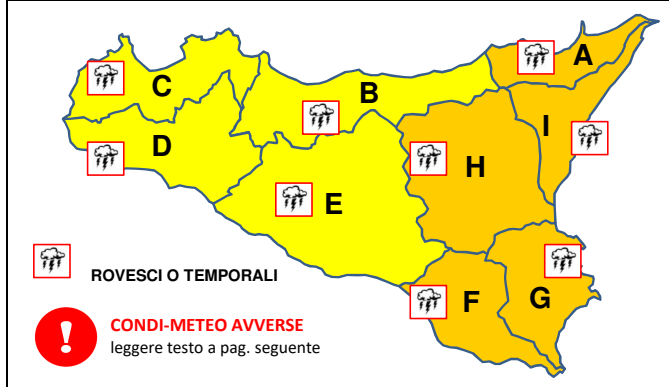 A
C
B
I
D
H
E
F
G
ROVESCI O TEMPORALI
CONDI-METEO AVVERSE
leggere testo a pag. seguente